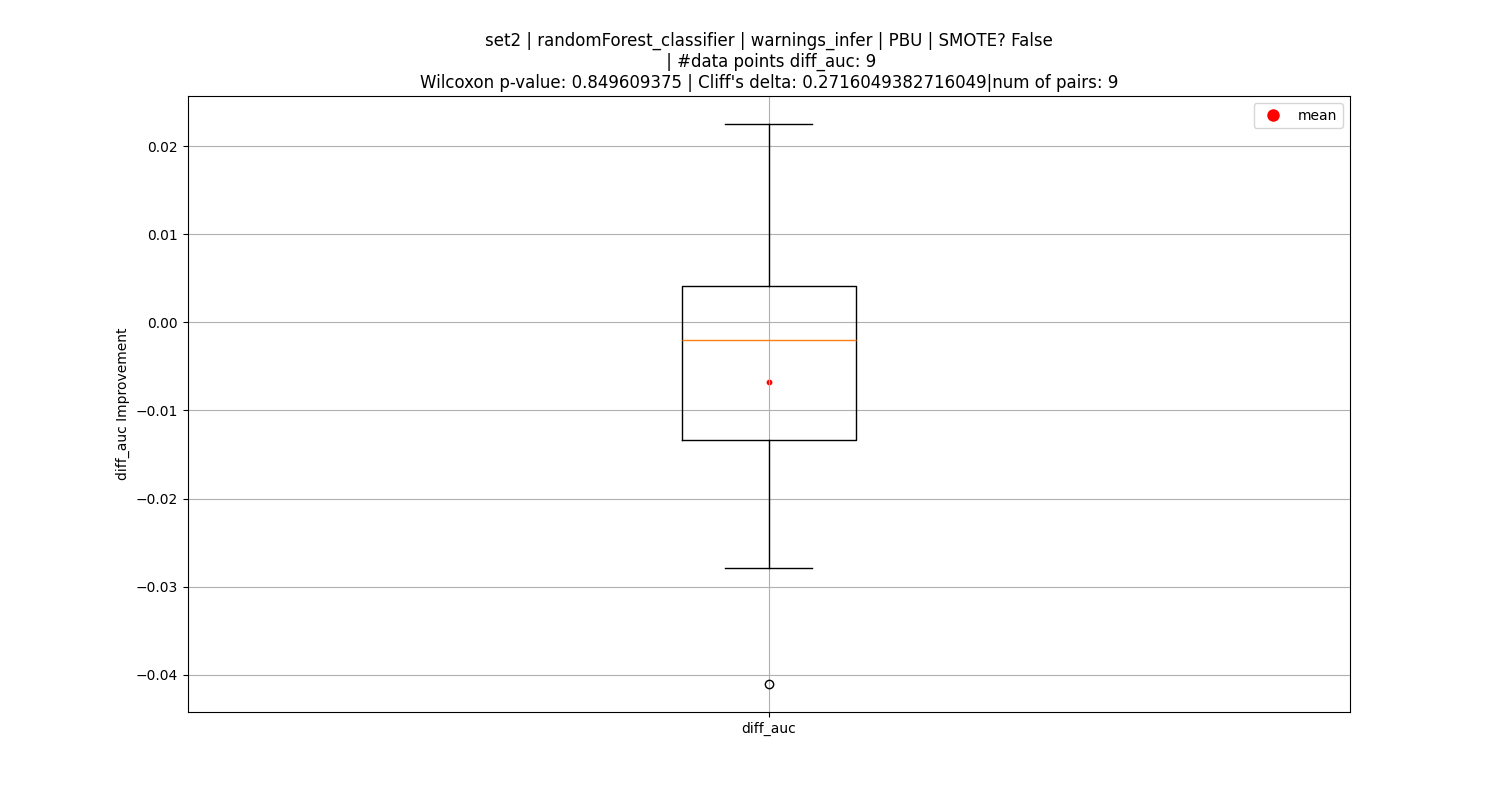 set2 | randomForest_classifier | warnings_infer | PBU | SMOTE? False
| #data points diff_auc: 9
Wilcoxon p-value: 0.849609375 | Cliff's delta: 0.2716049382716049|num of pairs: 9
mean
0.02
0.01
0.00
−0.01
−0.02
−0.03
−0.04
diff_auc Improvement
diff_auc